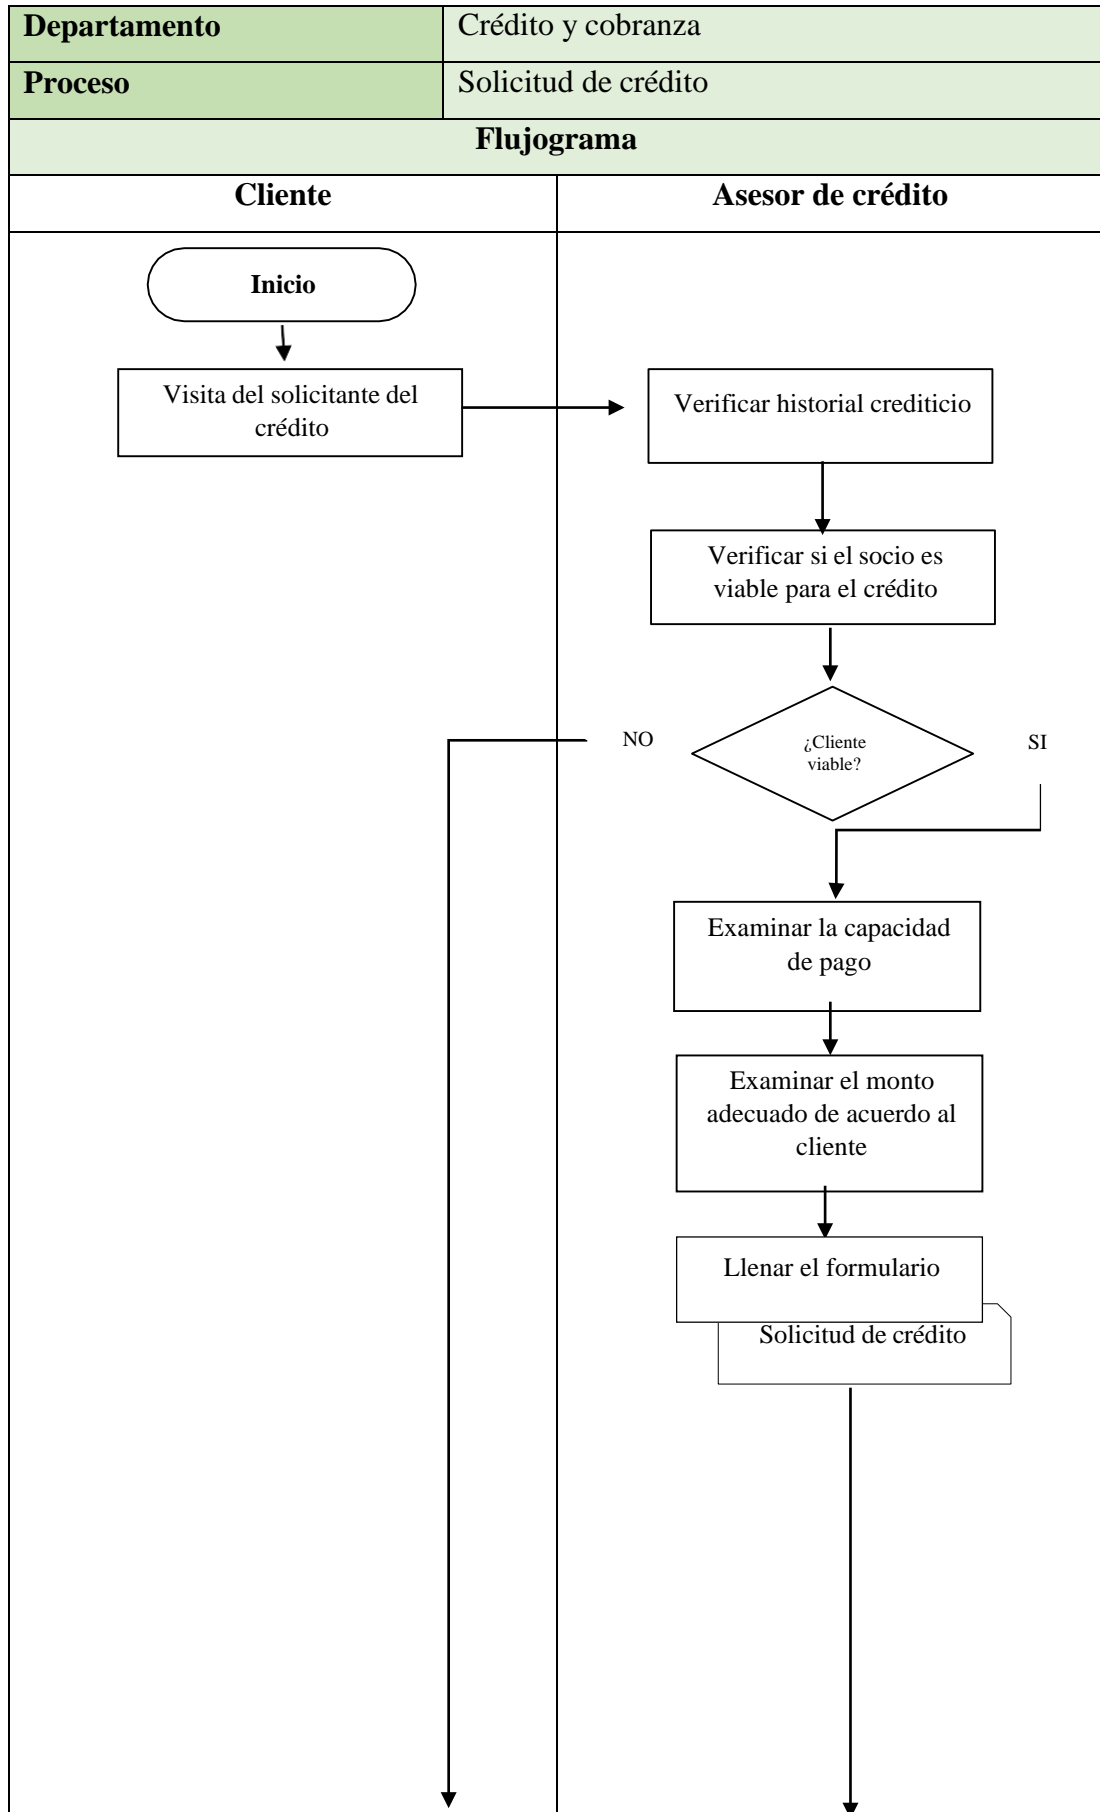 Departamento Crédito y cobranza
Proceso Solicitud de crédito
Flujograma
Cliente Asesor de crédito
Inicio
Visita del solicitante del
crédito
Verificar historial crediticio
Verificar si el socio es
viable para el crédito
NO
¿Cliente
viable?
SI
Examinar la capacidad
de pago
Examinar el monto
adecuado de acuerdo al
cliente
Llenar el formulario
Solicitud de crédito